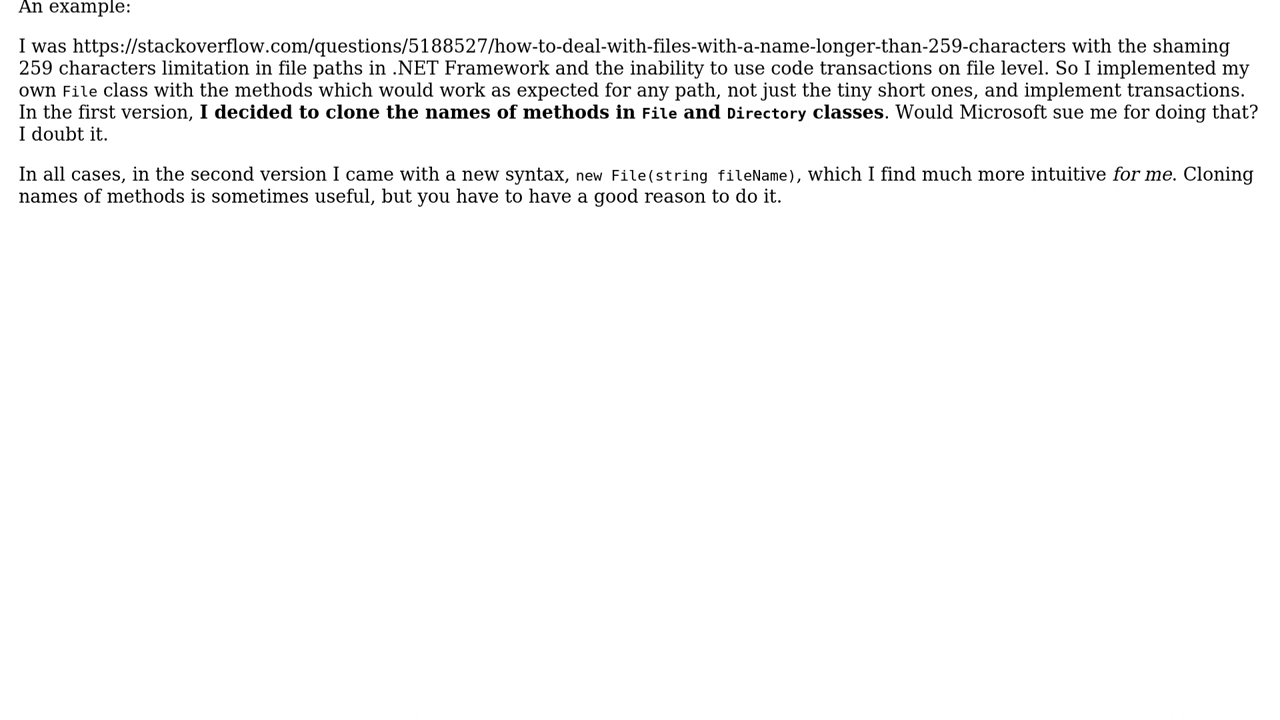 An example:
I was https://stackoverflow.com/questions/5188527/how-to-deal-with-files-with-a-name-longer-than-259-characters with the shaming
259 characters limitation in file paths in .NET Framework and the inability to use code transactions on file level. So I implemented my
own File class with the methods which would work as expected for any path, not just the tiny short ones, and implement transactions.
In the first version, I decided to clone the names of methods in File and Directory classes. Would Microsoft sue me for doing that?
I doubt it.
In all cases, in the second version I came with a new syntax, new File(string fileName), which I find much more intuitive for me. Cloning
names of methods is sometimes useful, but you have to have a good reason to do it.